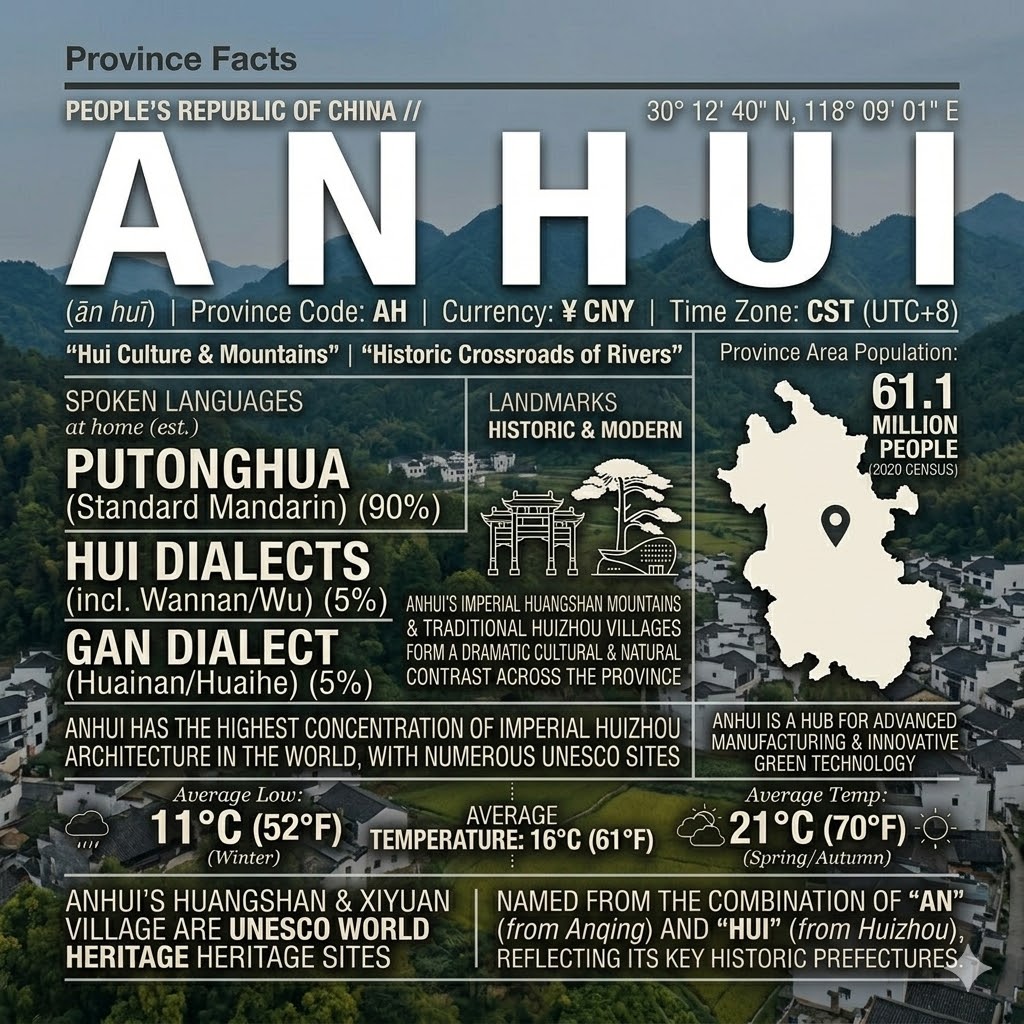 Province Facts
PEOPLE'S REPUBLIC OF CHINA //
30° 12' 40" N, 118° 09' 01" E
ANHUI
(ān huī) | Province Code: AH | Currency: ¥ CNY | Time Zone: CST (UTC+8)
“Hui Culture & Mountains” | “Historic Crossroads of Rivers”
SPOKEN LANGUAGES
at home (est.)
PUTONGHUA
(Standard Mandarin) (90%)
HUI DIALECTS
(incl. Wannan/Wu) (5%)
GAN DIALECT
(Huainan/Huaihe) (5%)
LANDMARKS
HISTORIC & MODERN
ANHUI'S IMPERIAL HUANGSHAN MOUNTAINS
& TRADITIONAL HUIZHOU VILLAGES
FORM A DRAMATIC CULTURAL & NATURAL
CONTRAST ACROSS THE PROVINCE
Province Area Population:
61.1
MILLION
PEOPLE
(2020 CENSUS)
ANHUI HAS THE HIGHEST CONCENTRATION OF IMPERIAL HUIZHOU
ARCHITECTURE IN THE WORLD, WITH NUMEROUS UNESCO SITES
ANHUI IS A HUB FOR ADVANCED
MANUFACTURING & INNOVATIVE
GREEN TECHNOLOGY
Average Low:
11°C (52°F)
(Winter)
AVERAGE
TEMPERATURE: 16°C (61°F)
Average Temp:
21°C (70°F)
(Spring/Autumn)
ANHUI'S HUANGSHAN & XIYUAN
VILLAGE ARE UNESCO WORLD
HERITAGE HERITAGE SITES
NAMED FROM THE COMBINATION OF “AN”
(from Anqing) AND “HUI” (from Huizhou),
REFLECTING ITS KEY HISTORIC PREFECTURES.